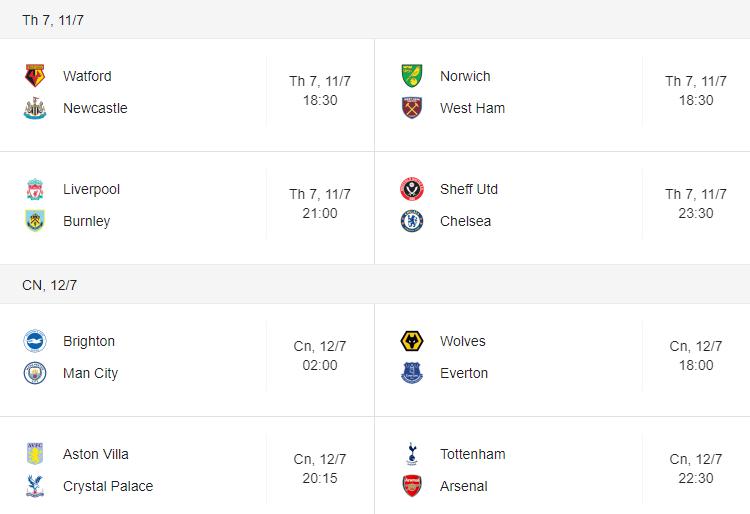 Th 7, 11/7
Watford
Newcastle
Th 7, 11/7
18:30
Norwich
West Ham
Th 7, 11/7
18:30
Liverpool
Burnley
Th 7, 11/7
21:00
Sheff Utd
Chelsea
Th 7, 11/7
23:30
CN, 12/7
Brighton
Man City
Cn, 12/7
02:00
Wolves
Everton
Cn, 12/7
18:00
AVFC
Aston Villa
Crystal Palace
Cn, 12/7
20:15
Tottenham
Arsenal
Arsenal
Cn, 12/7
22:30